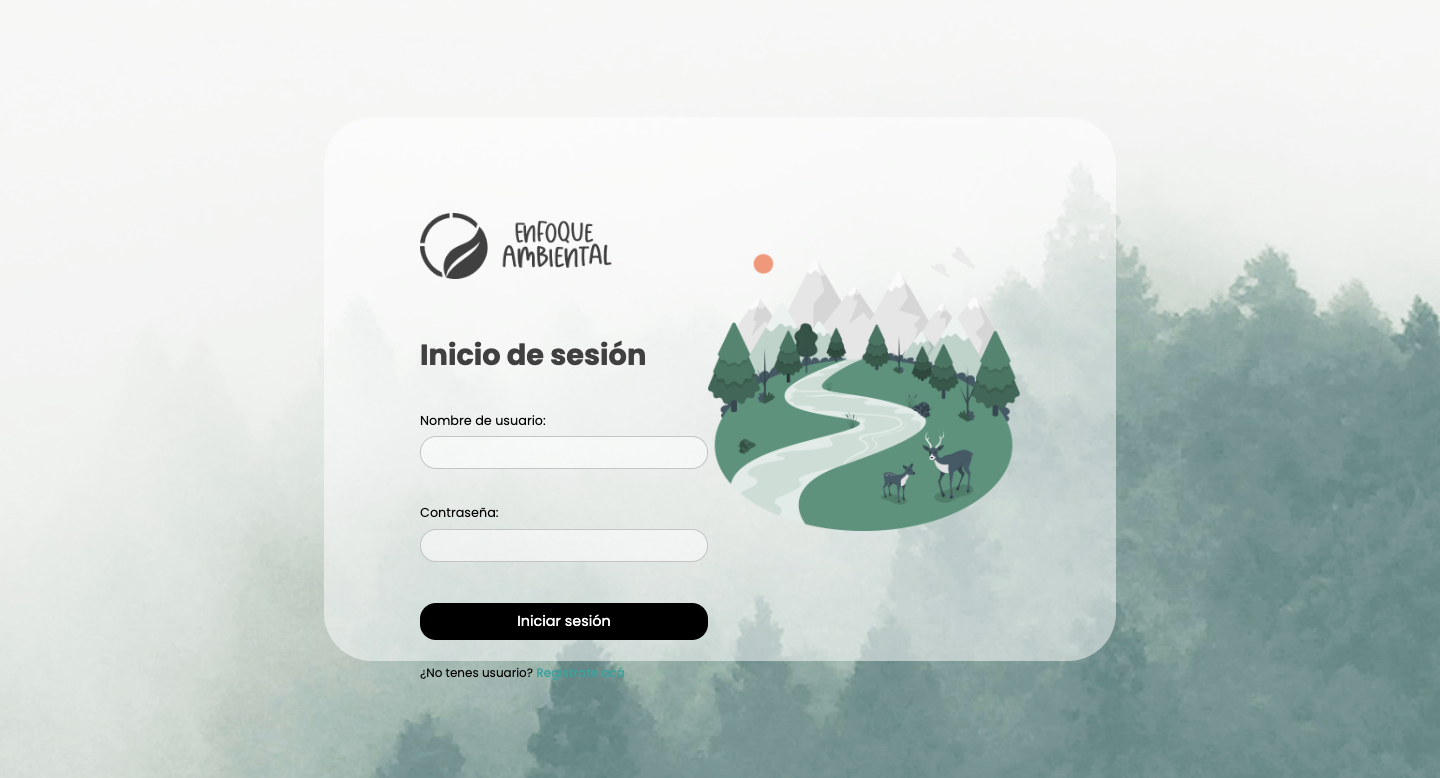 ENFOQUE
AMBIENTAL
Inicio de sesión
Nombre de usuario:
Contraseña:
Iniciar sesión
¿No tenes usuario? Registrate acá